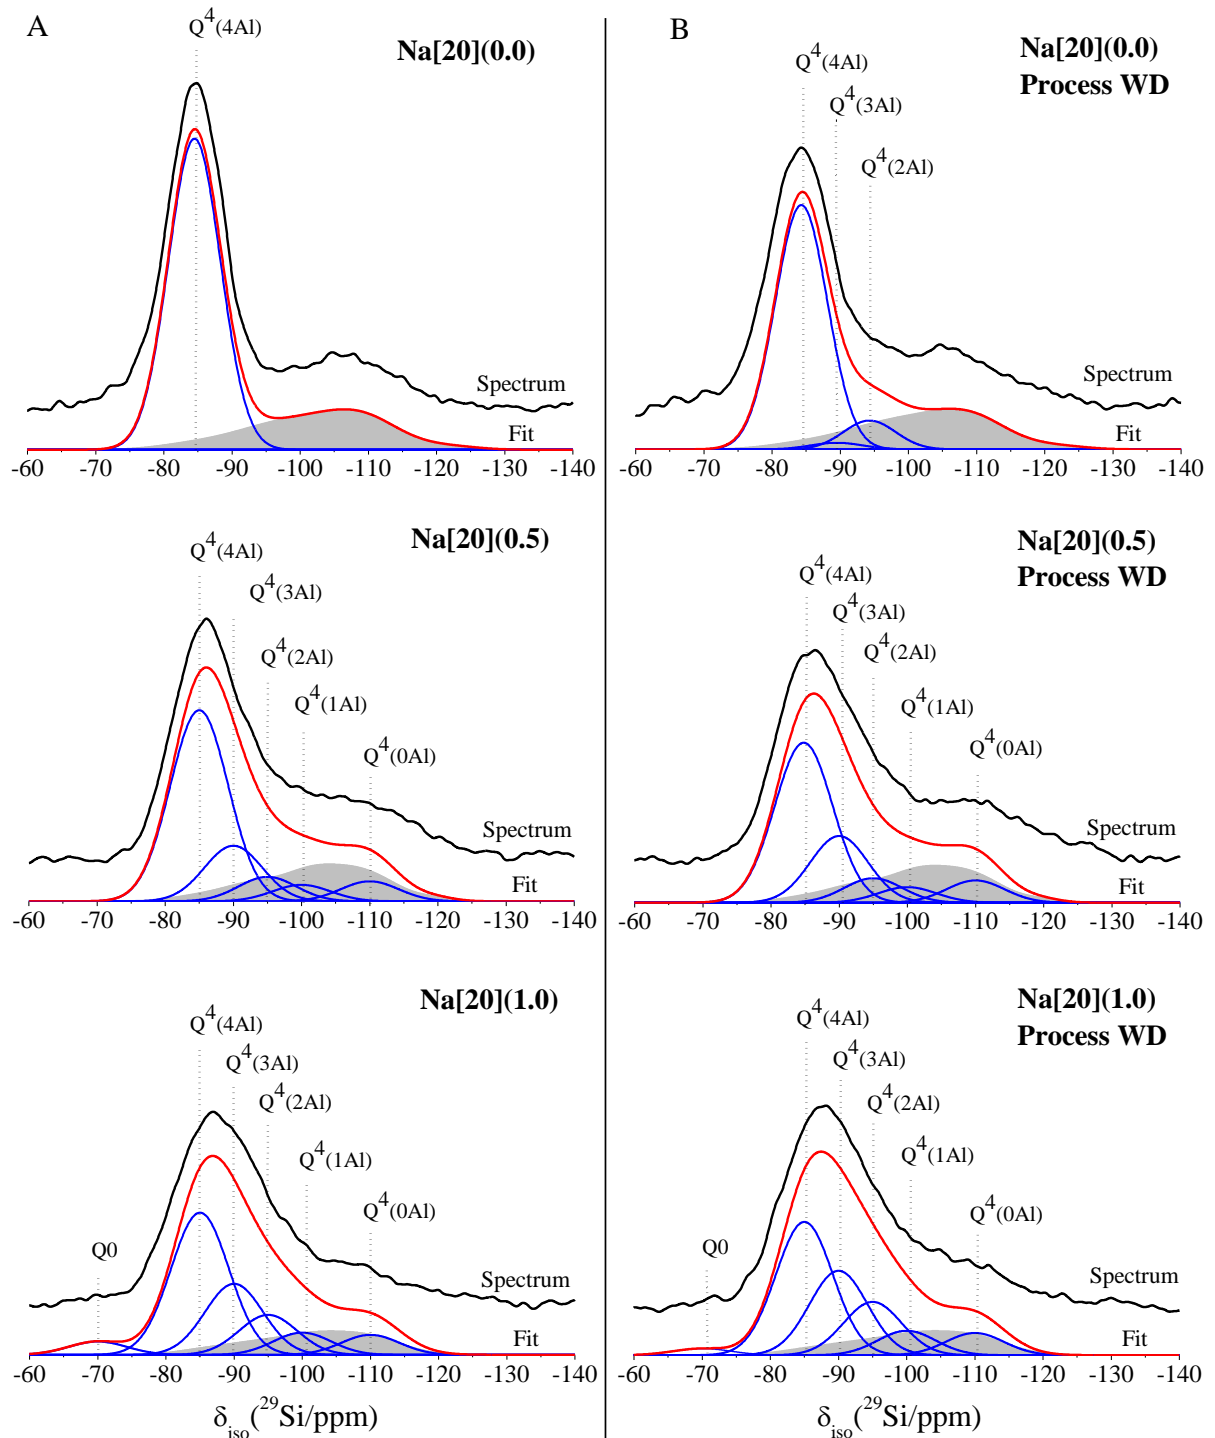 A
Q⁴(4Al)
Na[20](0.0)
Spectrum
Fit
-60 -70 -80 -90 -100 -110 -120 -130 -140
B
Q⁴(4Al)
Q⁴(3Al)
Q⁴(2Al)
Na[20](0.0)
Process WD
Spectrum
Fit
-60 -70 -80 -90 -100 -110 -120 -130 -140
Q⁴(4Al)
Q⁴(3Al)
Q⁴(2Al)
Q⁴(1Al)
Q⁴(0Al)
Na[20](0.5)
Spectrum
Fit
-60 -70 -80 -90 -100 -110 -120 -130 -140
Q⁴(4Al)
Q⁴(3Al)
Q⁴(2Al)
Q⁴(1Al)
Q⁴(0Al)
Na[20](0.5)
Process WD
Spectrum
Fit
-60 -70 -80 -90 -100 -110 -120 -130 -140
Q0
Q⁴(4Al)
Q⁴(3Al)
Q⁴(2Al)
Q⁴(1Al)
Q⁴(0Al)
Na[20](1.0)
Spectrum
Fit
-60 -70 -80 -90 -100 -110 -120 -130 -140
δiso(²⁹Si/ppm)
Q0
Q⁴(4Al)
Q⁴(3Al)
Q⁴(2Al)
Q⁴(1Al)
Q⁴(0Al)
Na[20](1.0)
Process WD
Spectrum
Fit
-60 -70 -80 -90 -100 -110 -120 -130 -140
δiso(²⁹Si/ppm)